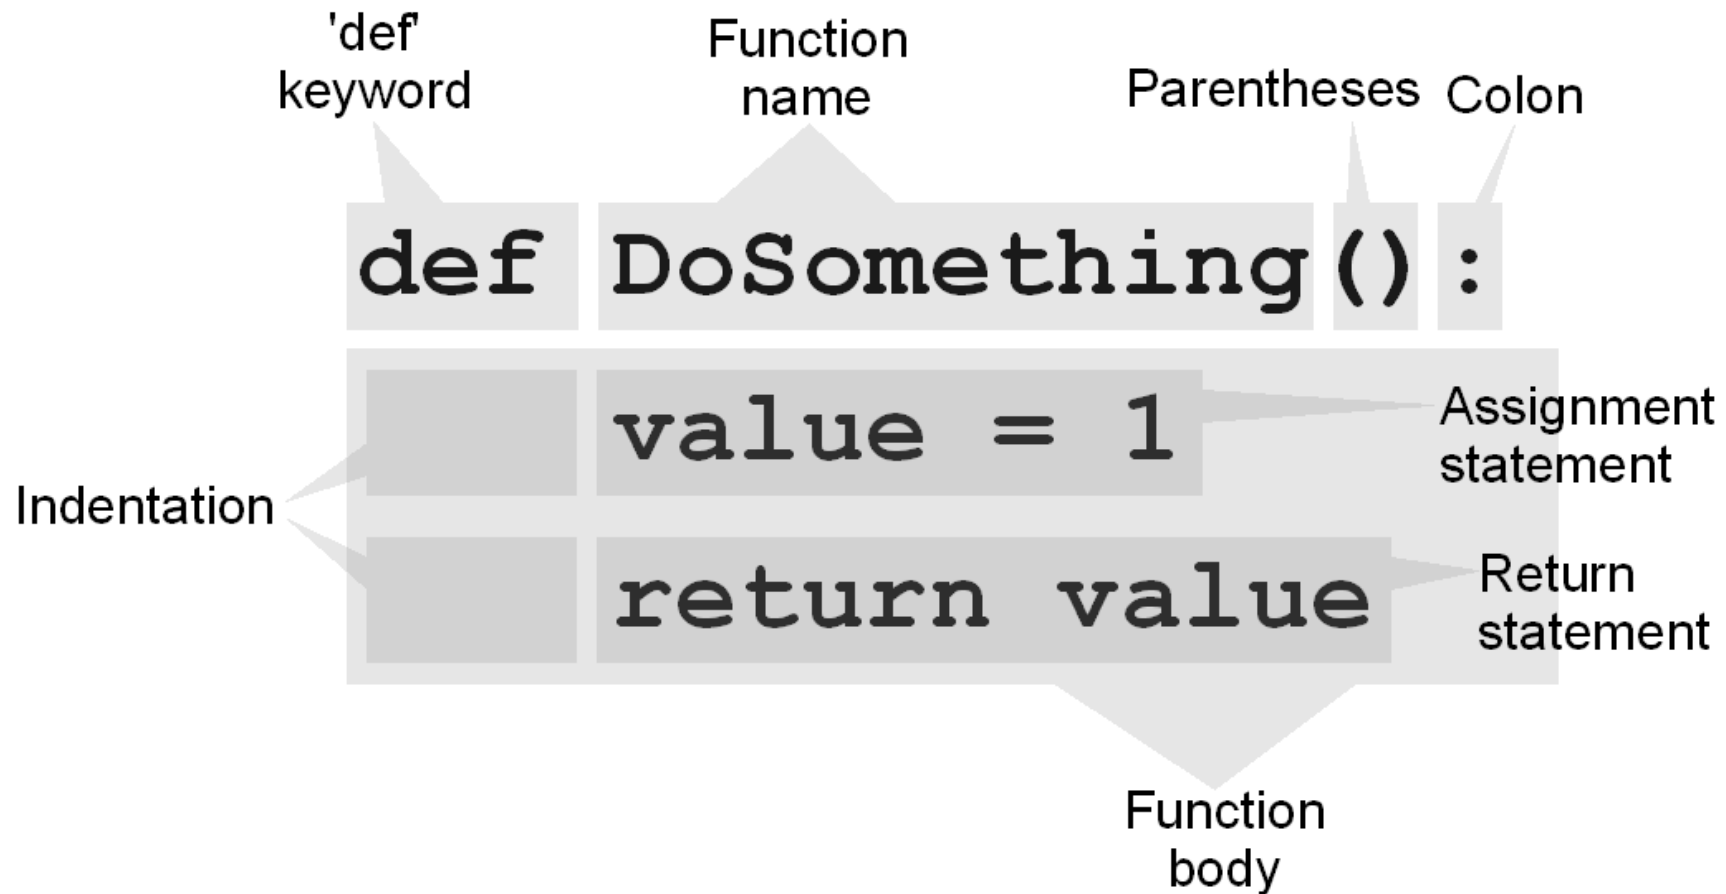 'def'
keyword
Function
name
Parentheses
Colon
def DoSomething():
value = 1
Assignment
statement
Indentation
return value
Return
statement
Function
body